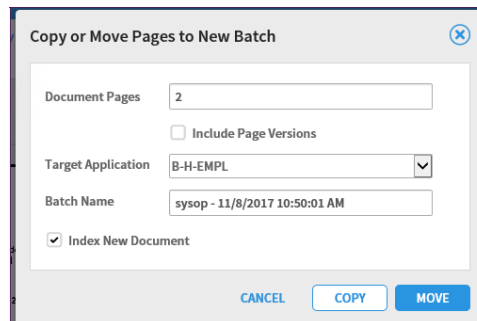 Copy or Move Pages to New Batch
Document Pages 2
Include Page Versions
Target Application B-H-EMPL
Batch Name sysop - 11/8/2017 10:50:01 AM
Index New Document
CANCEL COPY MOVE